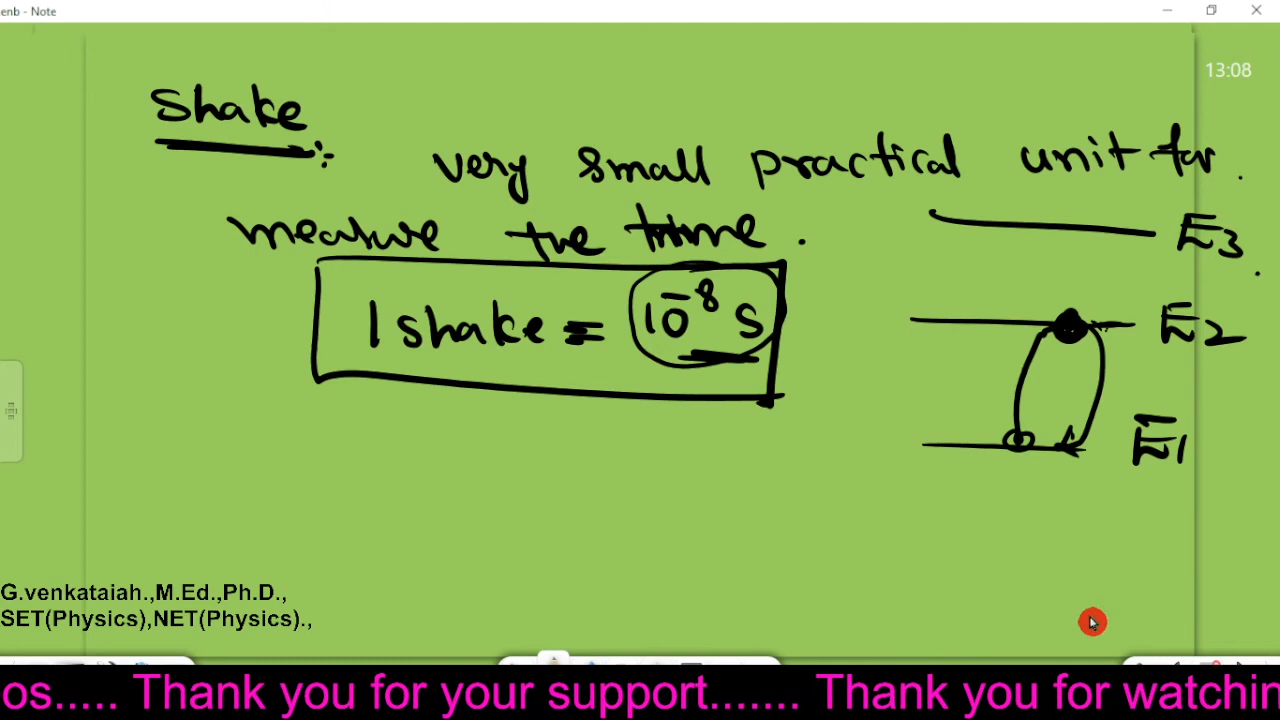 enb - Note
13:08
Shake :-
very small practical unit for
measure the time.
1 shake = 10⁻⁸ s
E3
E2
E1
G.venkataiah.,M.Ed.,Ph.D.,
SET(Physics),NET(Physics).,
os..... Thank you for your support....... Thank you for watchin